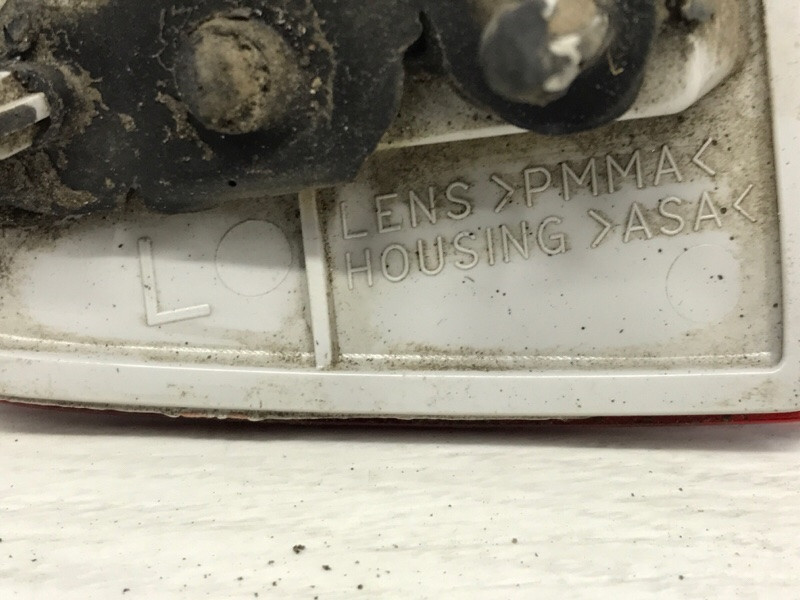 LENS >PMMA<
HOUSING >ASA<
L